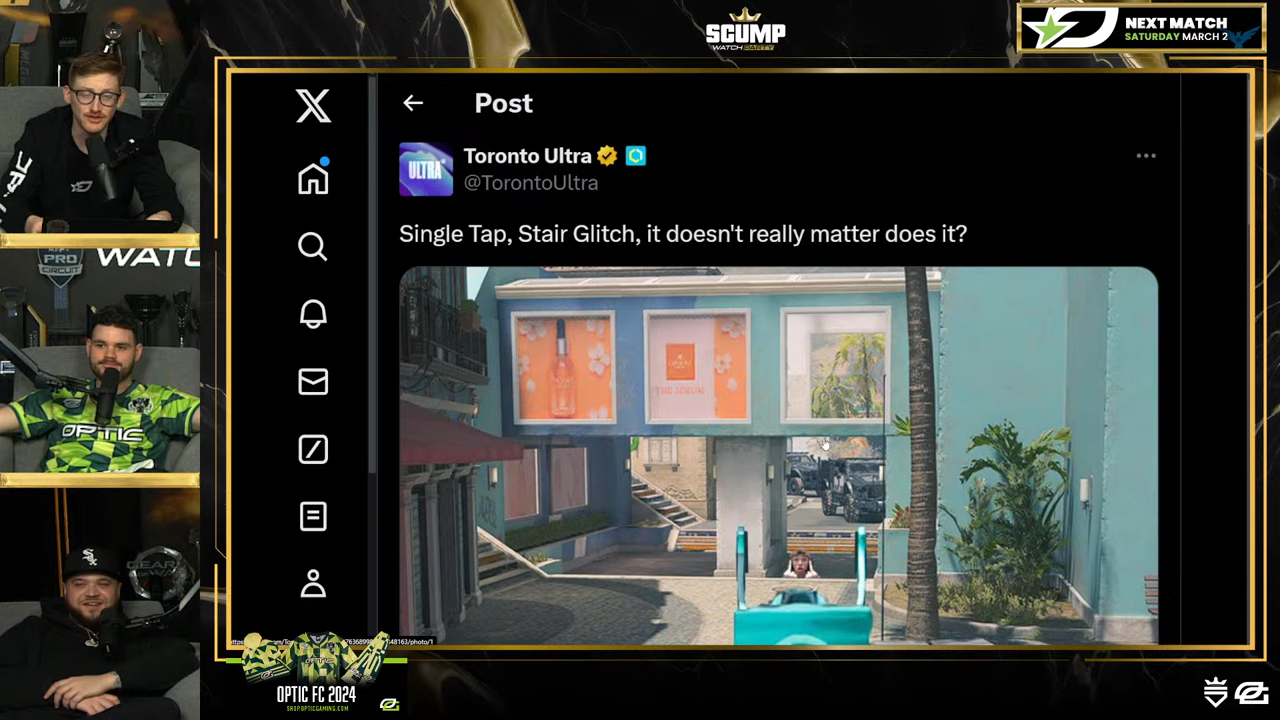 SCUMP
WATCH PARTY
NEXT MATCH
SATURDAY MARCH 2
Post
ULTRA
Toronto Ultra
@TorontoUltra
Single Tap, Stair Glitch, it doesn't really matter does it?
PRO
CIRCUIT
WATC
OPTIC
GEAR
OPTIC FC 2024
SHOP.OPTICGAMING.COM